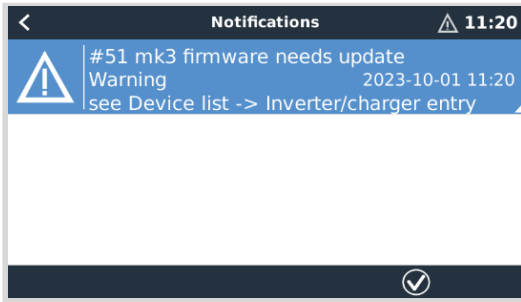 Notifications 11:20
#51 mk3 firmware needs update
Warning 2023-10-01 11:20
see Device list -> Inverter/charger entry